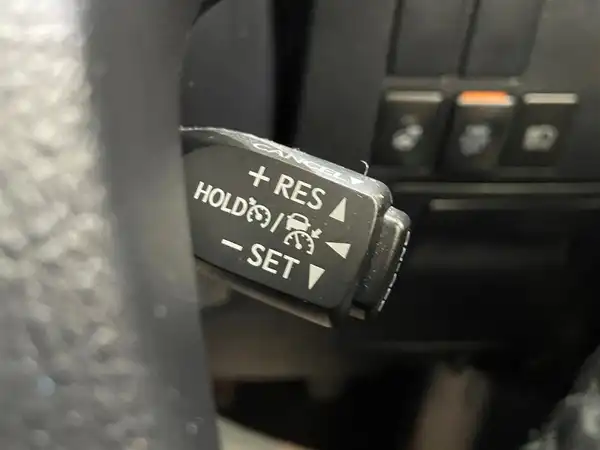 CANCEL
+ RES
HOLD /
− SET